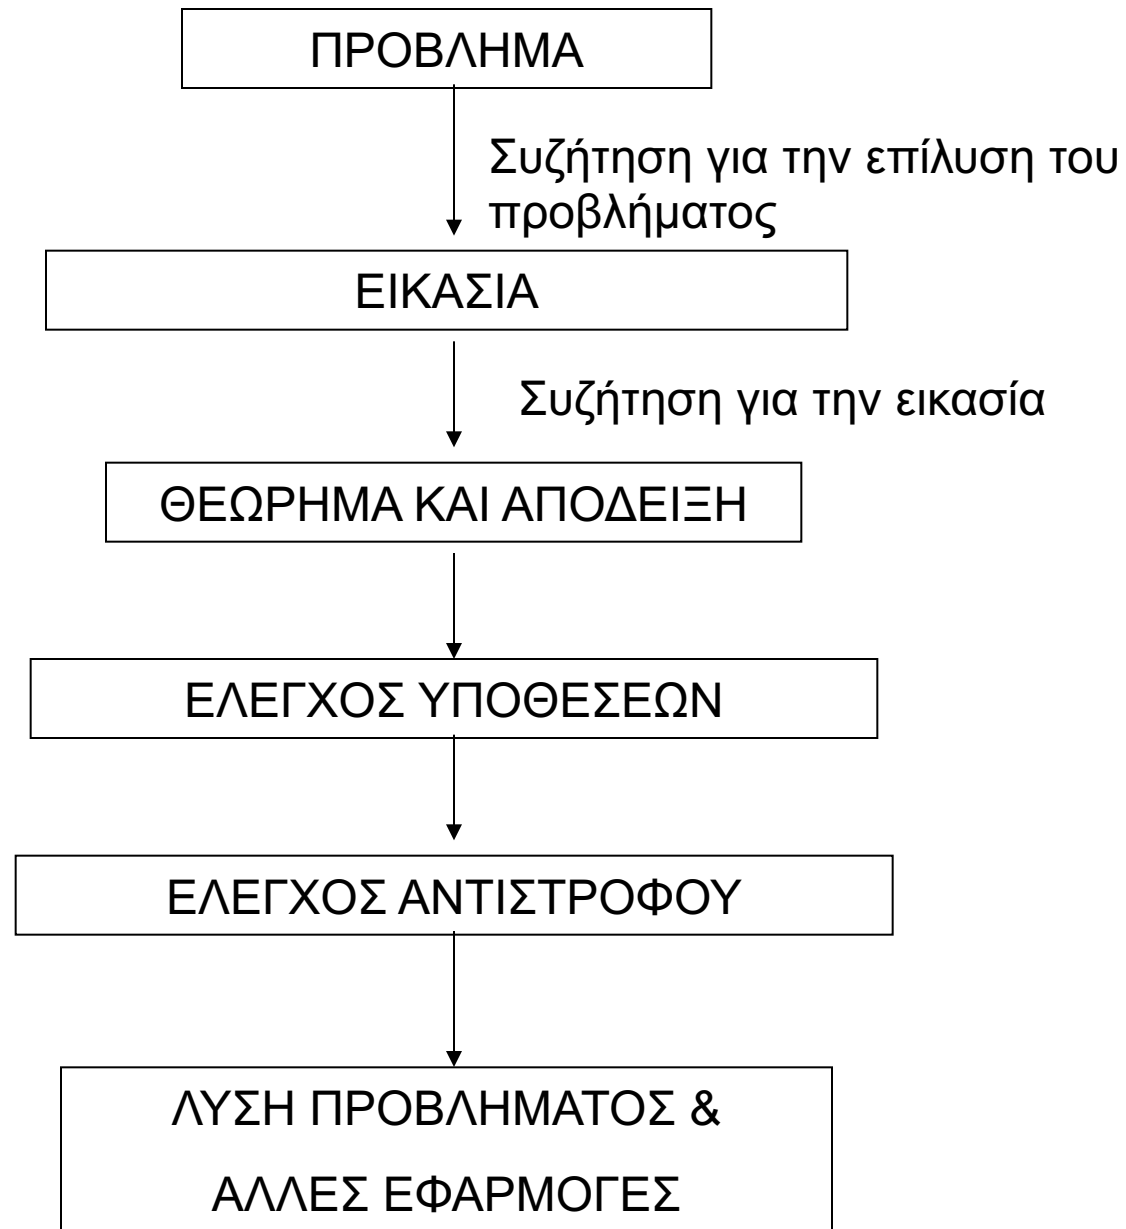 ΠΡΟΒΛΗΜΑ
Συζήτηση για την επίλυση του
προβλήματος
ΕΙΚΑΣΙΑ
Συζήτηση για την εικασία
ΘΕΩΡΗΜΑ ΚΑΙ ΑΠΟΔΕΙΞΗ
ΕΛΕΓΧΟΣ ΥΠΟΘΕΣΕΩΝ
ΕΛΕΓΧΟΣ ΑΝΤΙΣΤΡΟΦΟΥ
ΛΥΣΗ ΠΡΟΒΛΗΜΑΤΟΣ &
ΑΛΛΕΣ ΕΦΑΡΜΟΓΕΣ